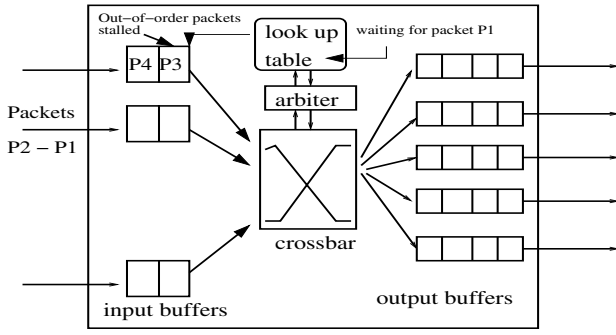 Out-of-order packets
stalled
look up
table
waiting for packet P1
P4 P3
arbiter
Packets
P2 - P1
crossbar
input buffers
output buffers